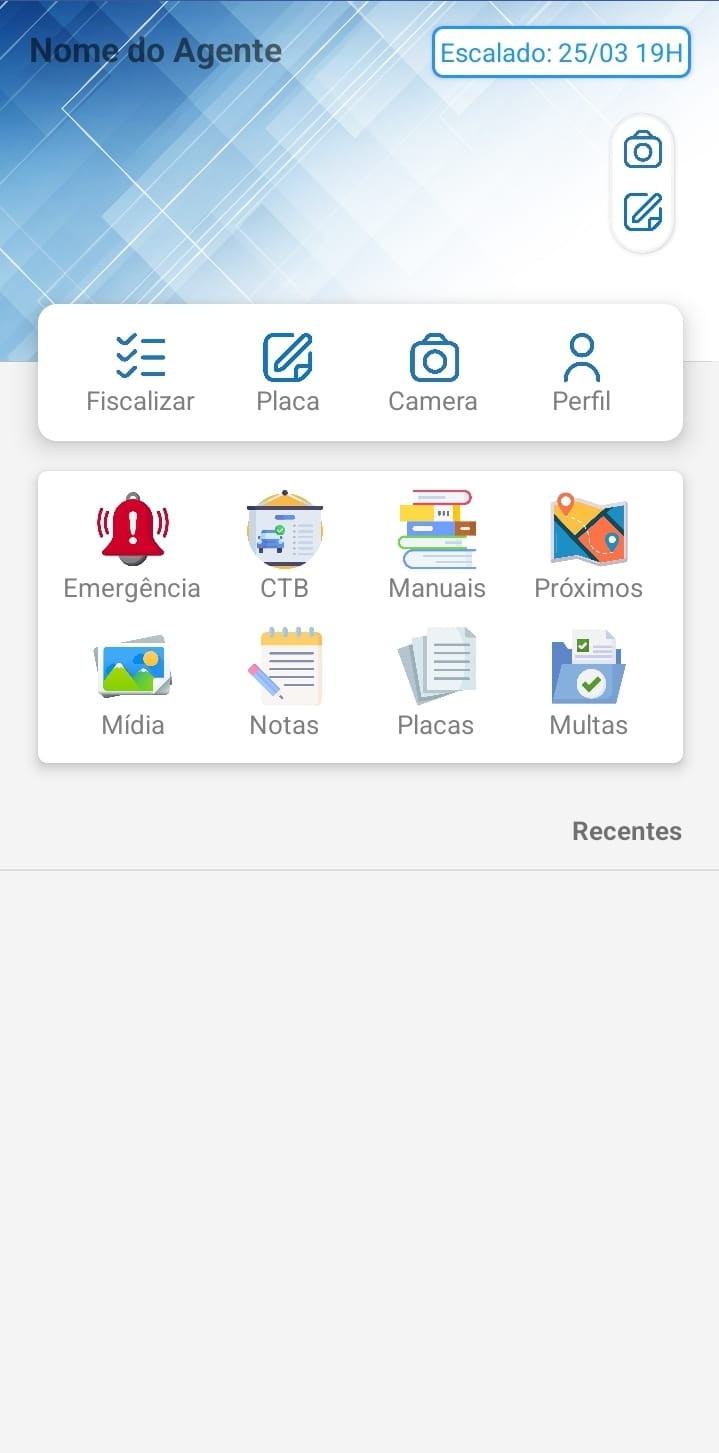 Nome do Agente
Escalado: 25/03 19H
Fiscalizar Placa Camera Perfil
Emergência CTB Manuais Próximos
Mídia Notas Placas Multas
Recentes